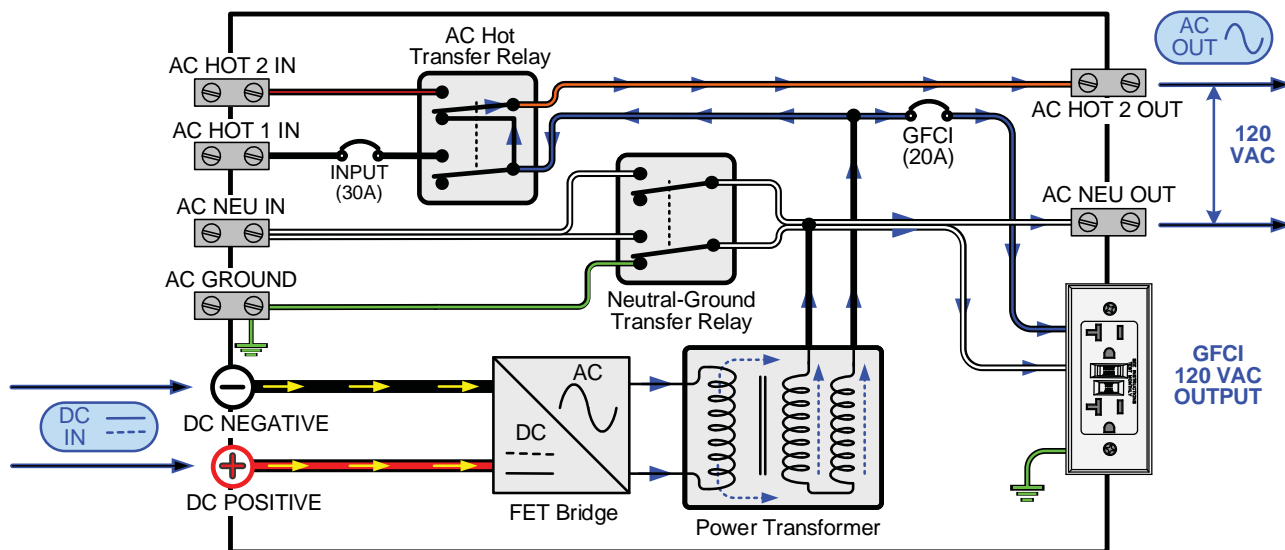 AC Hot
Transfer Relay
AC
OUT
AC HOT 2 IN
AC HOT 2 OUT
AC HOT 1 IN
INPUT
(30A)
GFCI
(20A)
120
VAC
AC NEU IN
AC NEU OUT
AC GROUND
Neutral-Ground
Transfer Relay
DC
IN
DC NEGATIVE
DC POSITIVE
AC
DC
FET Bridge
Power Transformer
GFCI
120 VAC
OUTPUT